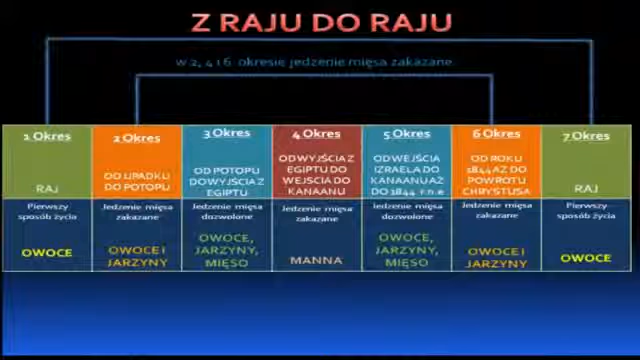 Z RAJU DO RAJU
w 2, 4 i 6 okresie jedzenie mięsa zakazane
1 Okres
RAJ
Pierwszy
sposób życia
OWOCE
2 Okres
OD UPADKU
DO POTOPU
Jedzenie mięsa
zakazane
OWOCE I
JARZYNY
3 Okres
OD POTOPU
DO WYJŚCIA Z
EGIPTU
Jedzenie mięsa
dozwolone
OWOCE,
JARZYNY,
MIĘSO
4 Okres
OD WYJŚCIA Z
EGIPTU DO
WEJSCIA DO
KANAANU
Jedzenie mięsa
zakazane
MANNA
5 Okres
OD WEJŚCIA
IZRAELA DO
KANAANU AŻ
DO 1844 r.n.e
Jedzenie mięsa
dozwolone
OWOCE,
JARZYNY,
MIĘSO
6 Okres
OD ROKU
1844 AŻ DO
POWROTU
CHRYSTUSA
Jedzenie mięsa
zakazane
OWOCE I
JARZYNY
7 Okres
RAJ
Pierwszy
sposób życia
OWOCE